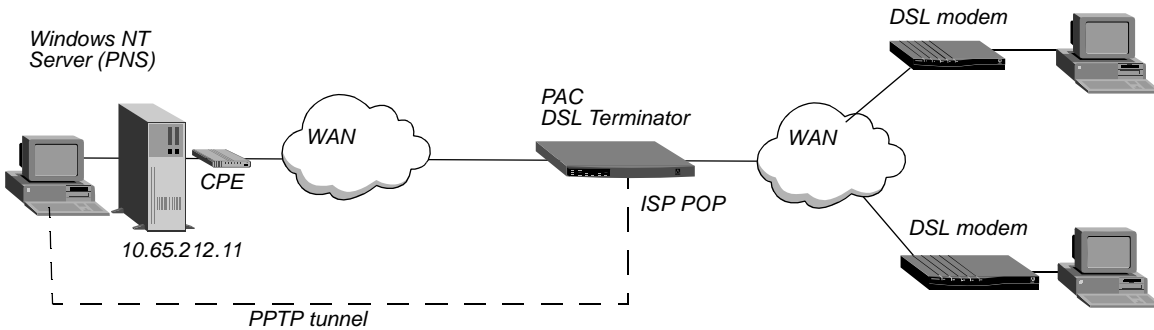 Windows NT
Server (PNS)
CPE
10.65.212.11
WAN
PAC
DSL Terminator
ISP POP
WAN
DSL modem
DSL modem
PPTP tunnel